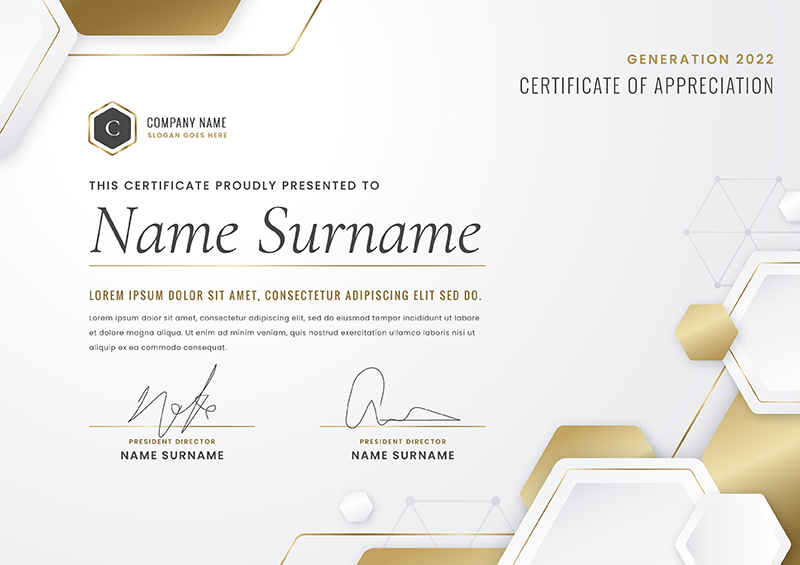 GENERATION 2022
CERTIFICATE OF APPRECIATION
C
COMPANY NAME
SLOGAN GOES HERE
THIS CERTIFICATE PROUDLY PRESENTED TO
Name Surname
LOREM IPSUM DOLOR SIT AMET, CONSECTETUR ADIPISCING ELIT SED DO.
Lorem ipsum dolor sit amet, consectetur adipiscing elit, sed do eiusmod tempor incididunt ut labore
et dolore magna aliqua. Ut enim ad minim veniam, quis nostrud exercitation ullamco laboris nisi ut
aliquip ex ea commodo consequat.
PRESIDENT DIRECTOR
NAME SURNAME
PRESIDENT DIRECTOR
NAME SURNAME